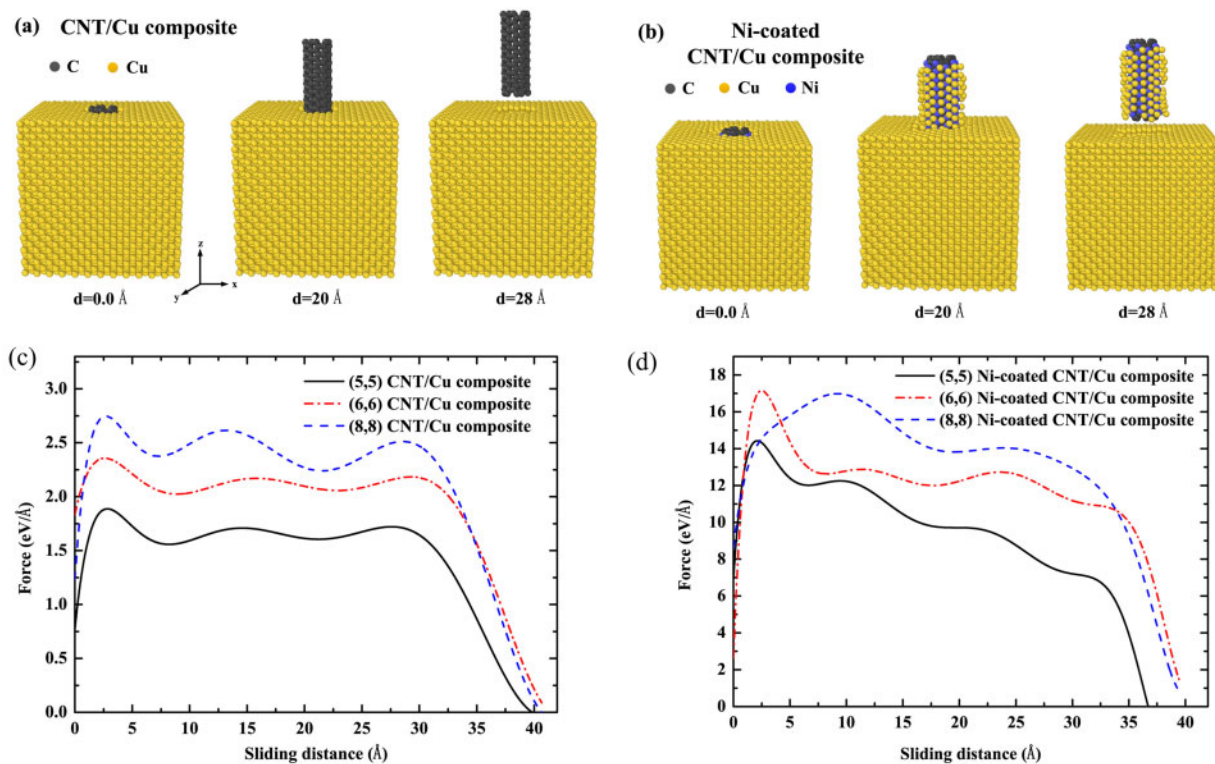 (a) CNT/Cu composite
C Cu
z
y x
d=0.0 Å d=20 Å d=28 Å
(b) Ni-coated
CNT/Cu composite
C Cu Ni
d=0.0 Å d=20 Å d=28 Å
(c)
3.0
2.5
2.0
1.5
1.0
0.5
0.0
Force (eV/Å)
(5,5) CNT/Cu composite
(6,6) CNT/Cu composite
(8,8) CNT/Cu composite
0 5 10 15 20 25 30 35 40
Sliding distance (Å)
(d)
18
16
14
12
10
8
6
4
2
0
Force (eV/Å)
(5,5) Ni-coated CNT/Cu composite
(6,6) Ni-coated CNT/Cu composite
(8,8) Ni-coated CNT/Cu composite
0 5 10 15 20 25 30 35 40
Sliding distance (Å)